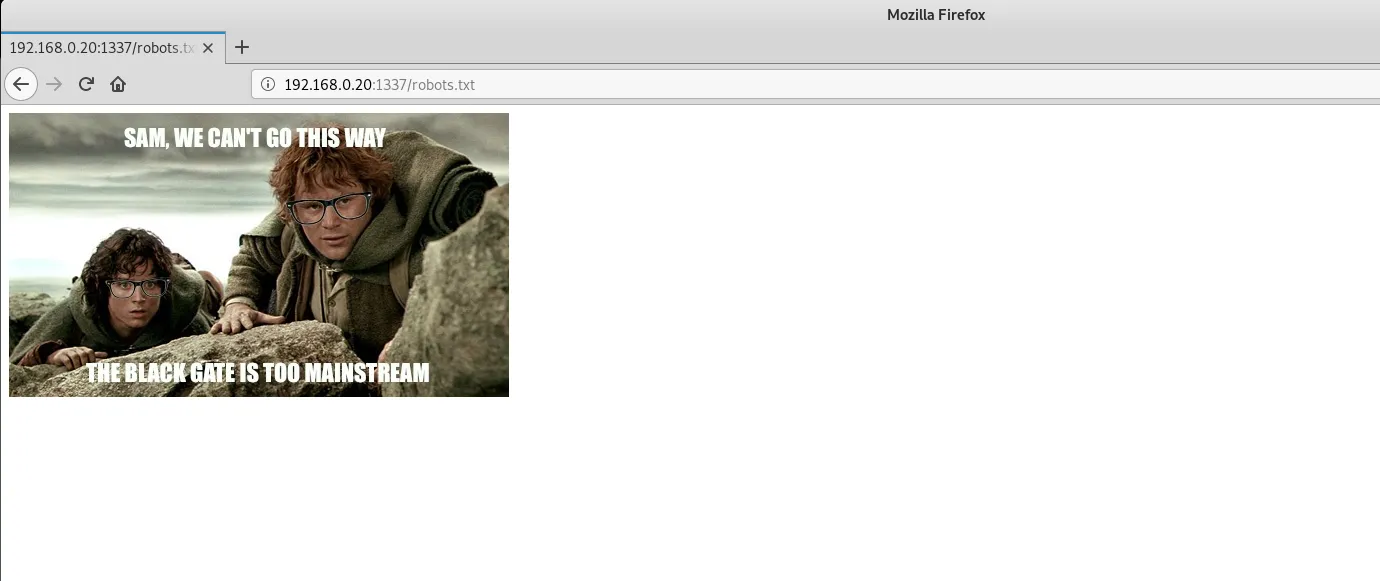 Mozilla Firefox
192.168.0.20:1337/robots.tx
192.168.0.20:1337/robots.txt
SAM, WE CAN'T GO THIS WAY
THE BLACK GATE IS TOO MAINSTREAM